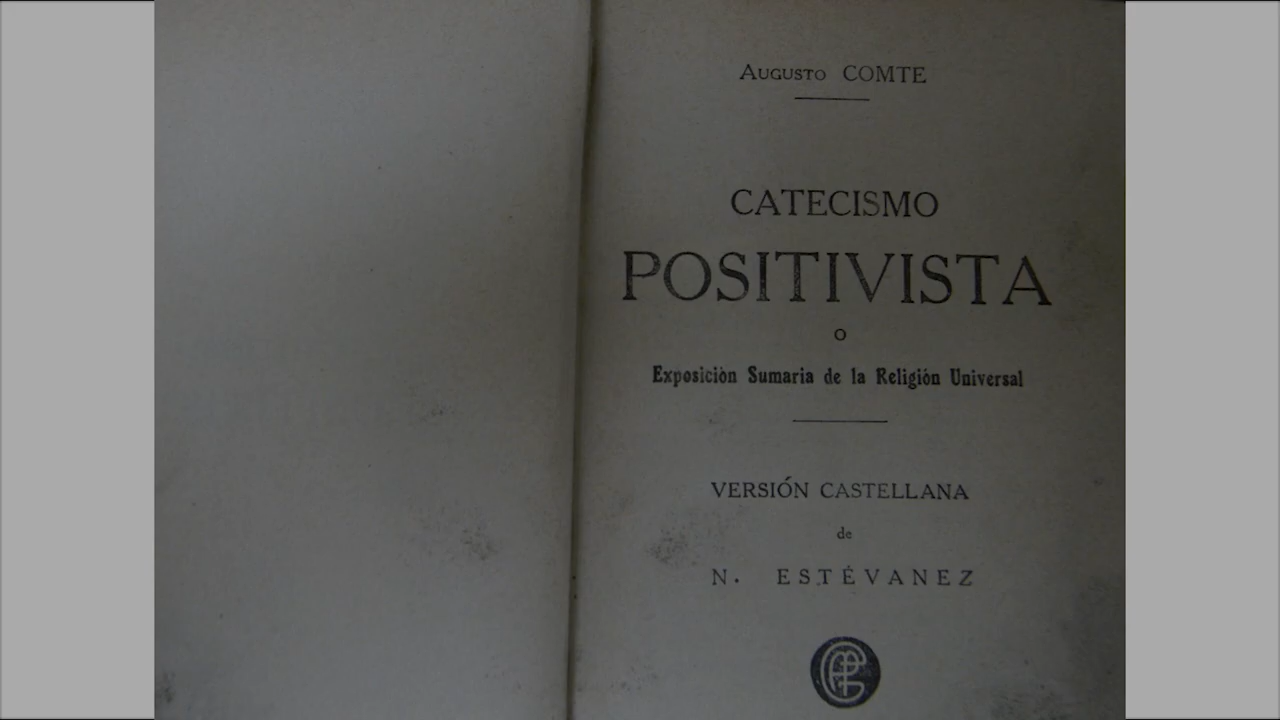 Augusto COMTE
CATECISMO
POSITIVISTA
O
Exposición Sumaria de la Religión Universal
VERSIÓN CASTELLANA
de
N. ESTÉVANEZ